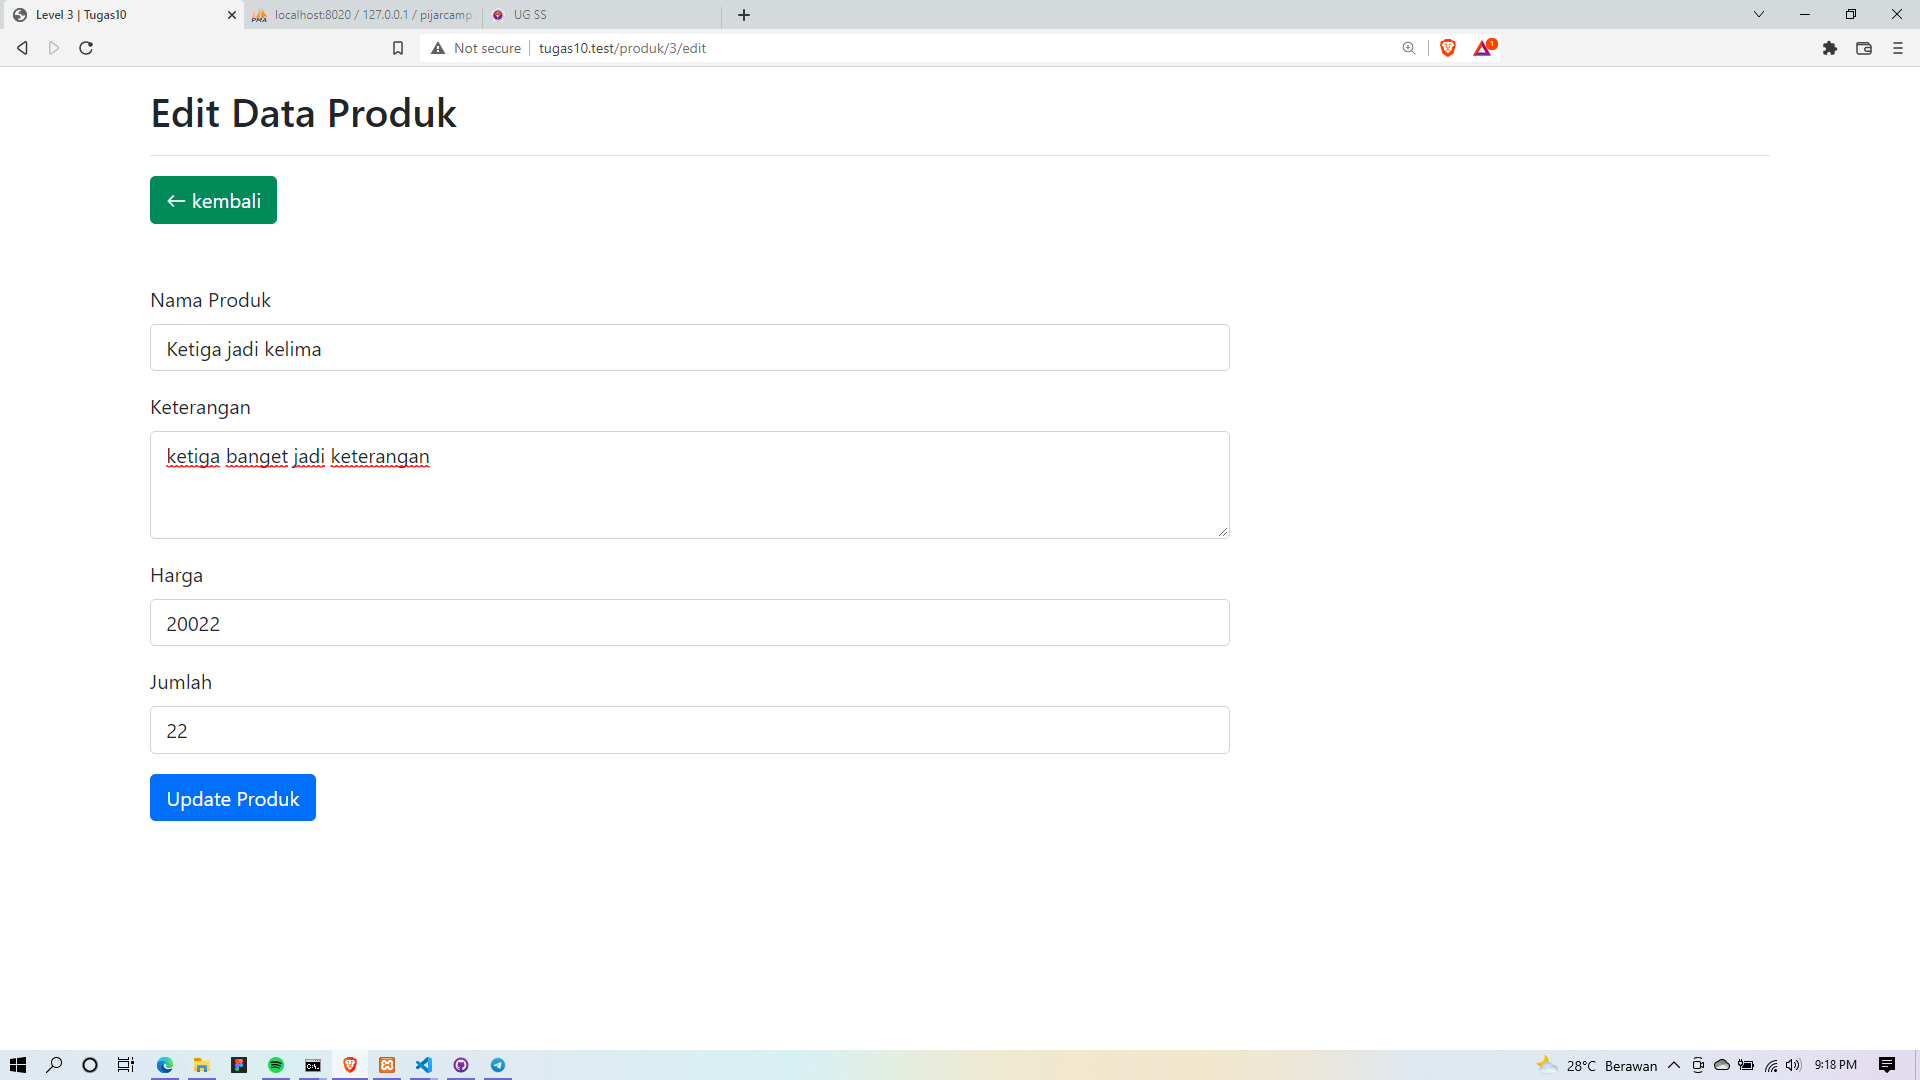 Level 3 | Tugas10
localhost:8020 / 127.0.0.1 / pijarcamp
UG SS
Not secure
tugas10.test/produk/3/edit
1
Edit Data Produk
← kembali
Nama Produk
Ketiga jadi kelima
Keterangan
ketiga banget jadi keterangan
Harga
20022
Jumlah
22
Update Produk
28°C Berawan
9:18 PM